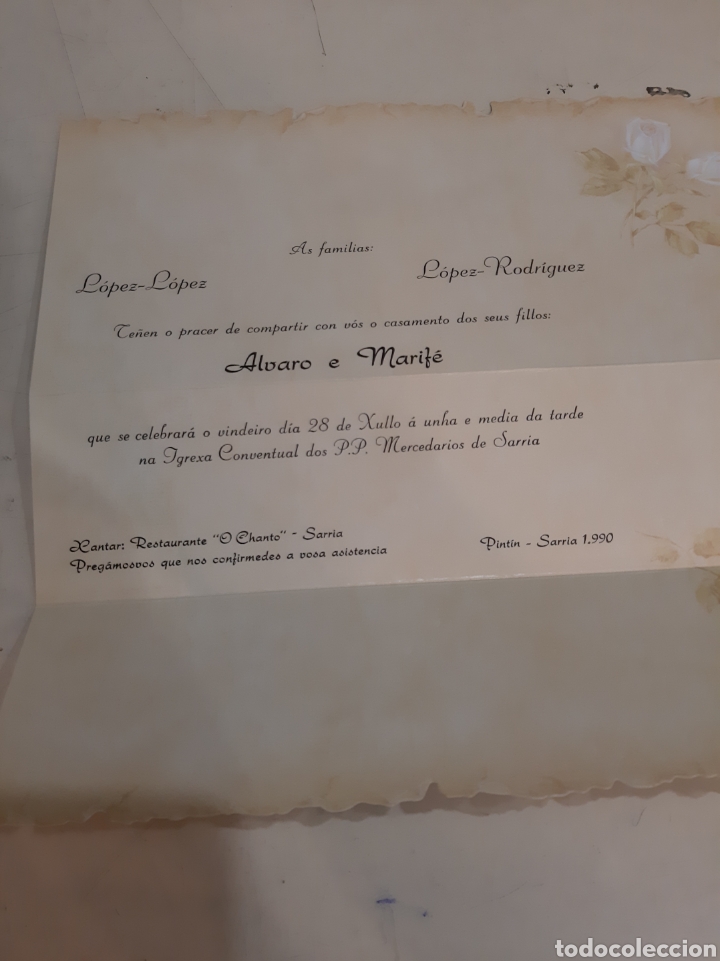 As familias:
López-López
López-Rodríguez
Teñen o pracer de compartir con vós o casamento dos seus fillos:
Alvaro e Marifé
que se celebrará o vindeiro día 28 de Xullo á unha e media da tarde
na Igrexa Conventual dos P.P. Mercedarios de Sarria
Xantar: Restaurante "O Chanto" - Sarria
Pregámosvos que nos confirmedes a vosa asistencia
Pintín - Sarria 1.990
todocoleccion